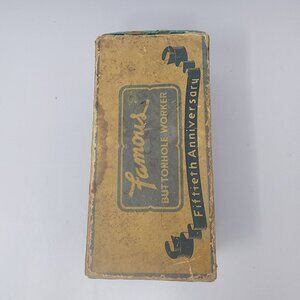 Famous
BUTTONHOLE WORKER
Fiftieth Anniversary